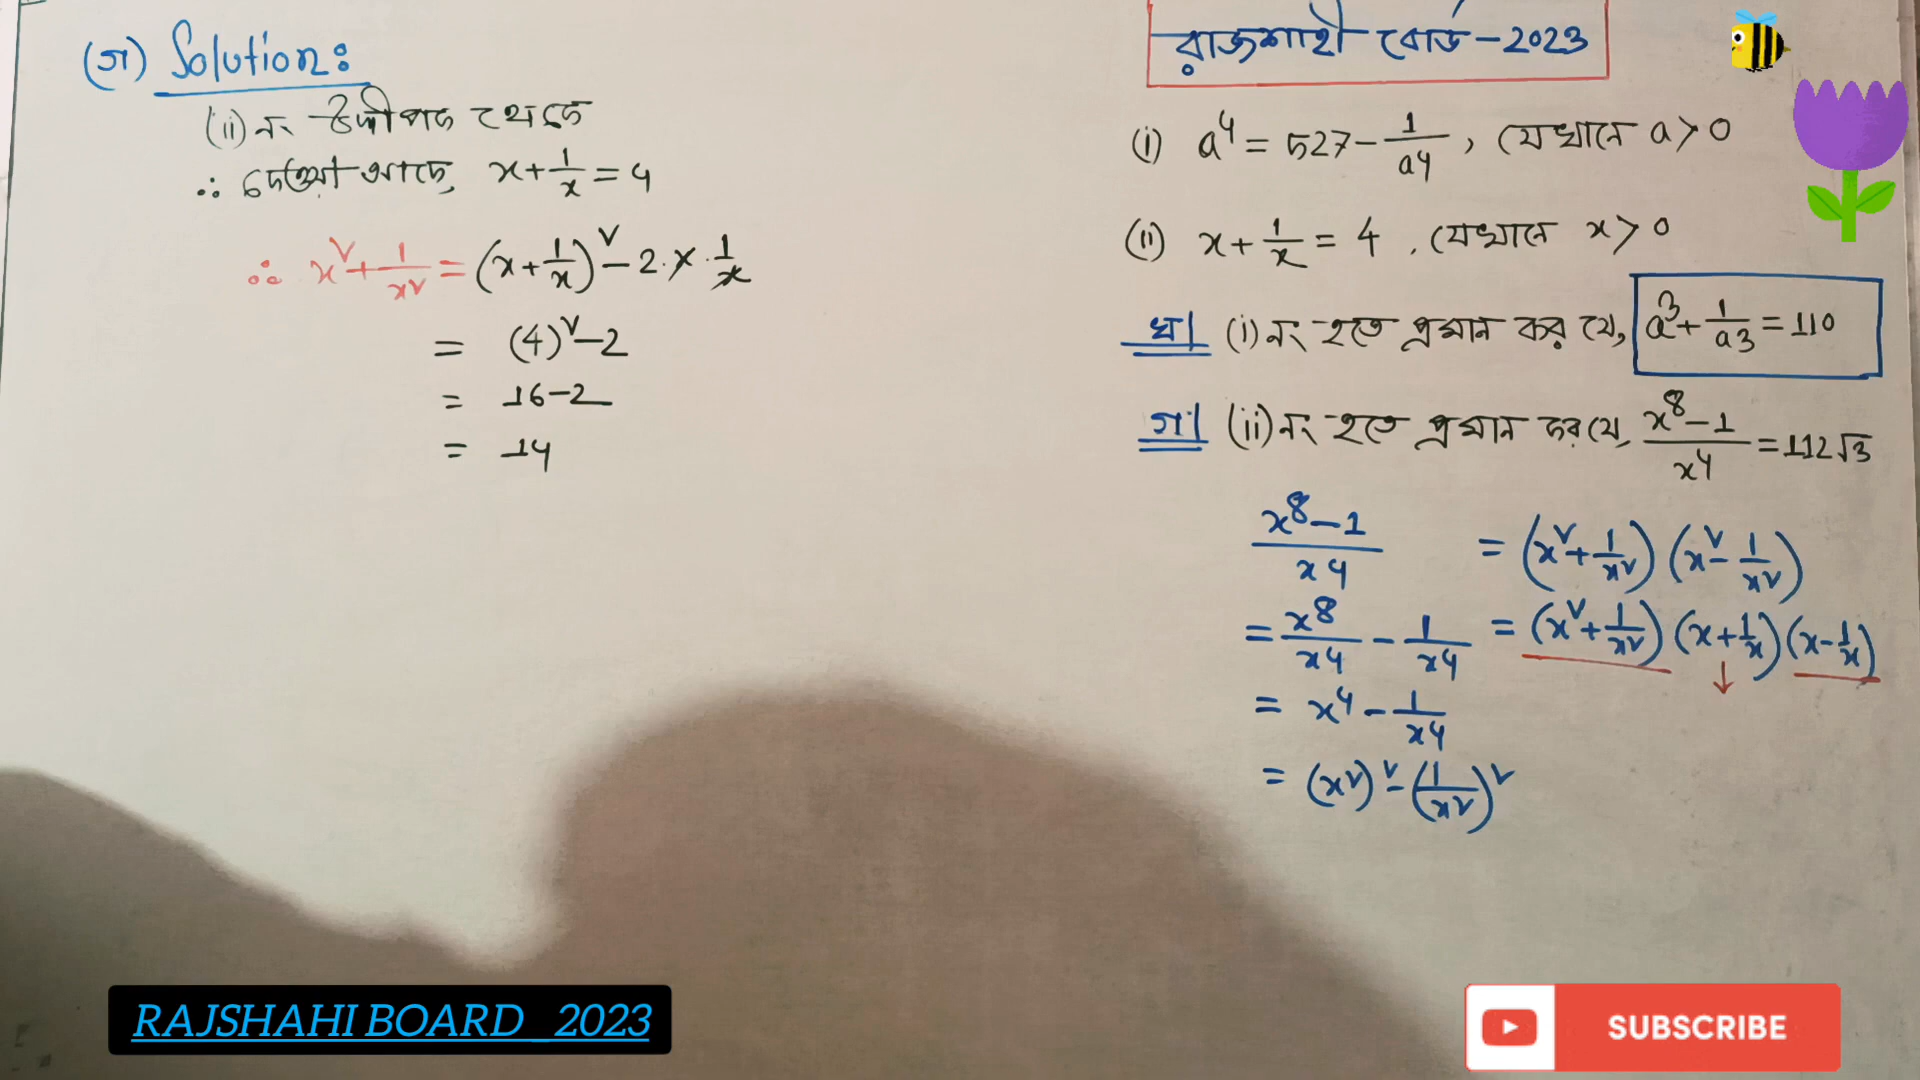 (গ) Solution:
(ii) নং উদ্দীপক থেকে
∴ দেওয়া আছে, x + 1/x = 4
∴ x² + 1/x² = (x + 1/x)² - 2·x·1/x
= (4)² - 2
= 16 - 2
= 14
রাজশাহী বোর্ড - 2023
(i) a⁴ = 527 - 1/a⁴, যেখানে a > 0
(ii) x + 1/x = 4, যেখানে x > 0
খ| (i) নং হতে প্রমান কর যে, a³ + 1/a³ = 110
গ| (ii) নং হতে প্রমান কর যে, (x⁸ - 1)/x⁴ = 112√3
(x⁸ - 1)/x⁴
= x⁸/x⁴ - 1/x⁴
= x⁴ - 1/x⁴
= (x²)² - (1/x²)²
= (x² + 1/x²) (x² - 1/x²)
= (x² + 1/x²) (x + 1/x) (x - 1/x)
RAJSHAHI BOARD_2023
SUBSCRIBE